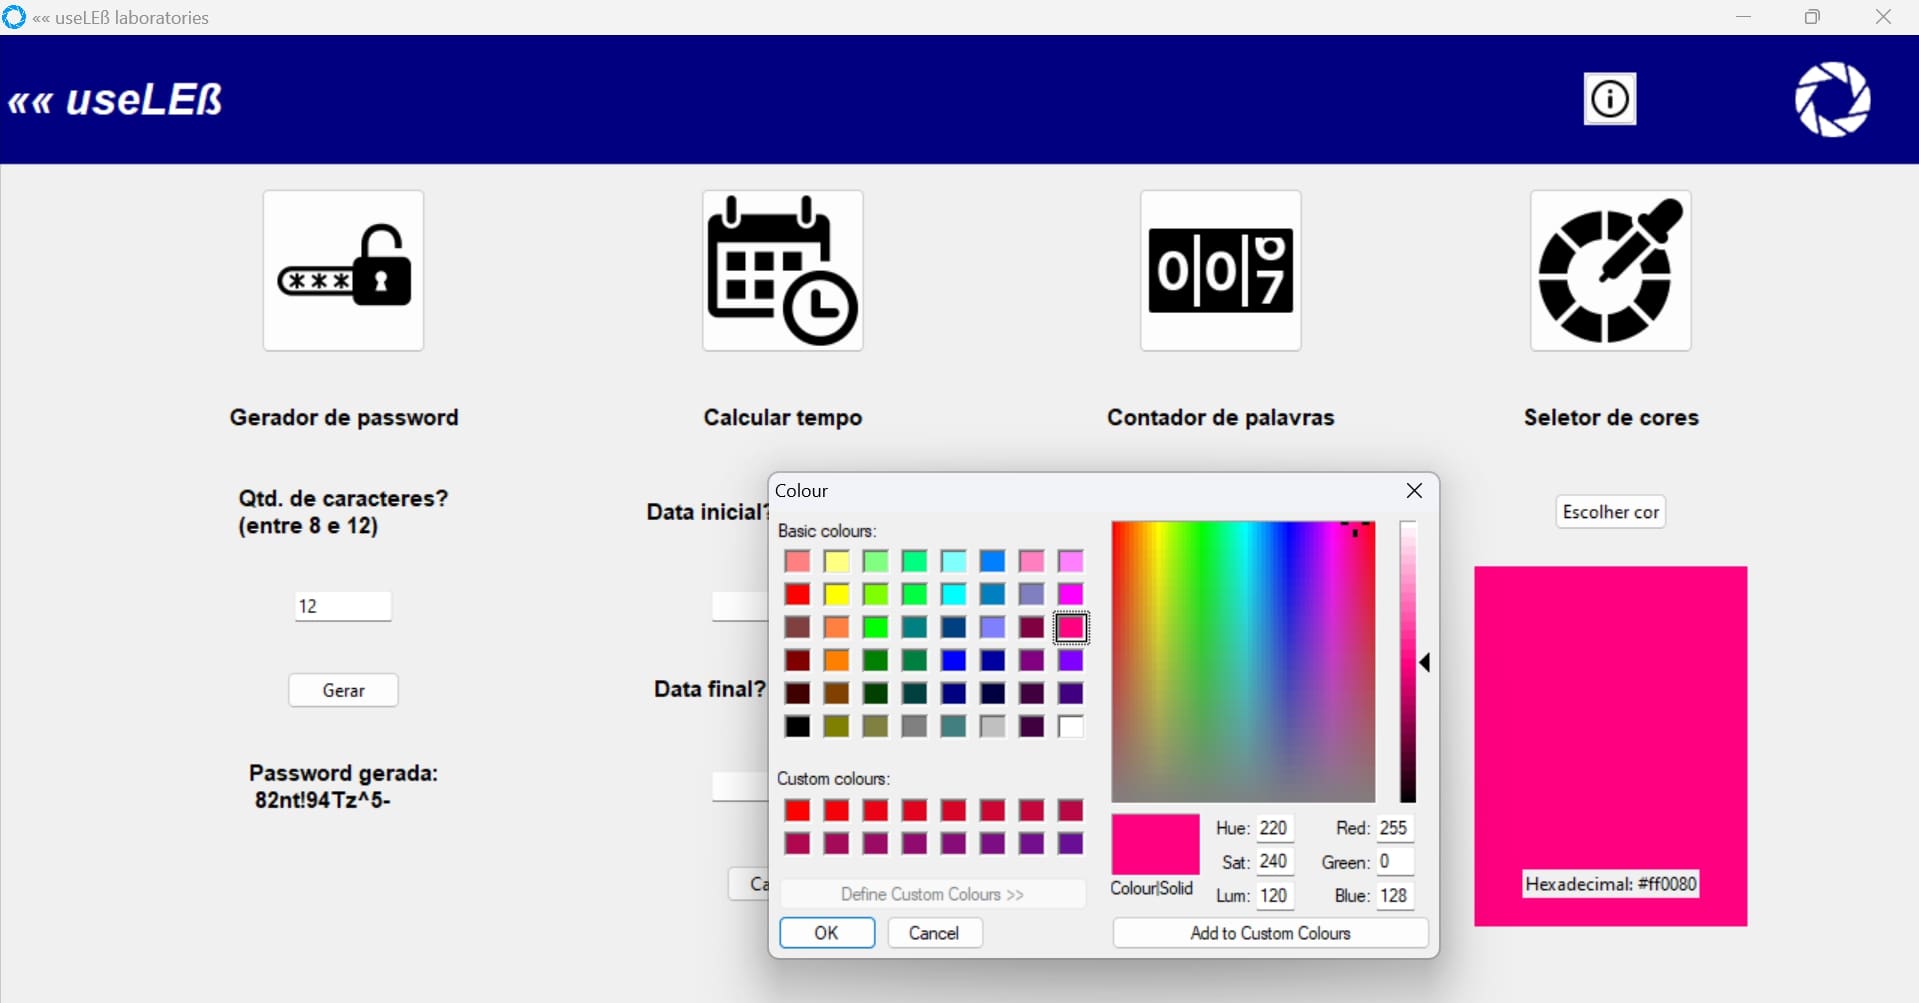 «« useLEß laboratories
«« useLEß
***
007
Gerador de password
Calcular tempo
Contador de palavras
Seletor de cores
Qtd. de caracteres?
(entre 8 e 12)
12
Gerar
Password gerada:
82nt!94Tz^5-
Data inicial?
Data final?
Ca
Colour
Basic colours:
Custom colours:
Define Custom Colours >>
OK
Cancel
Colour|Solid
Hue: 220
Sat: 240
Lum: 120
Red: 255
Green: 0
Blue: 128
Add to Custom Colours
Escolher cor
Hexadecimal: #ff0080